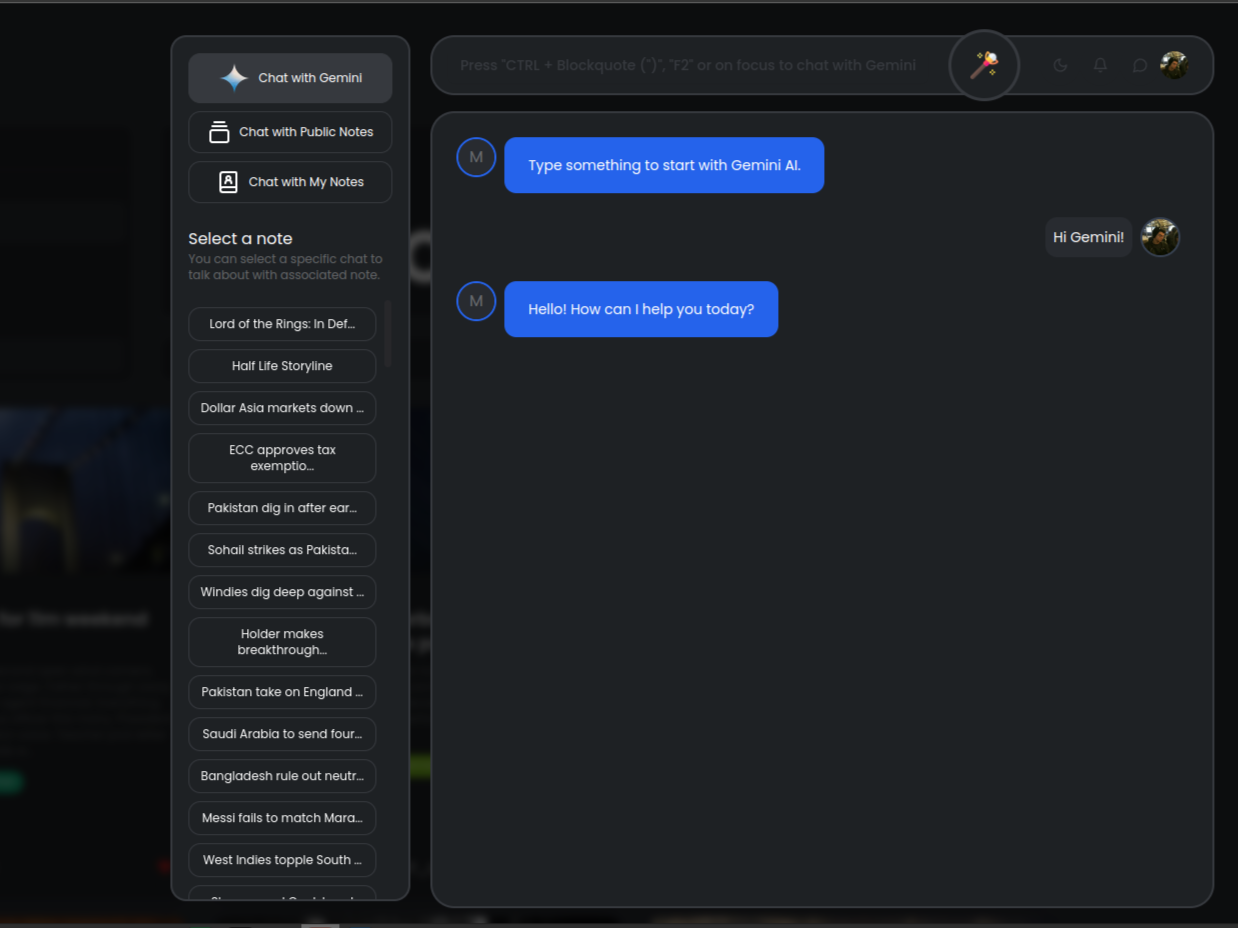 Chat with Gemini
Chat with Public Notes
Chat with My Notes
Select a note
You can select a specific chat to
talk about with associated note.
Lord of the Rings: In Def...
Half Life Storyline
Dollar Asia markets down ...
ECC approves tax
exemptio...
Pakistan dig in after ear...
Sohail strikes as Pakista...
Windies dig deep against ...
Holder makes
breakthrough...
Pakistan take on England ...
Saudi Arabia to send four...
Bangladesh rule out neutr...
Messi fails to match Mara...
West Indies topple South ...
Press "CTRL + Blockquote (")", "F2" or on focus to chat with Gemini
M
Type something to start with Gemini AI.
Hi Gemini!
M
Hello! How can I help you today?